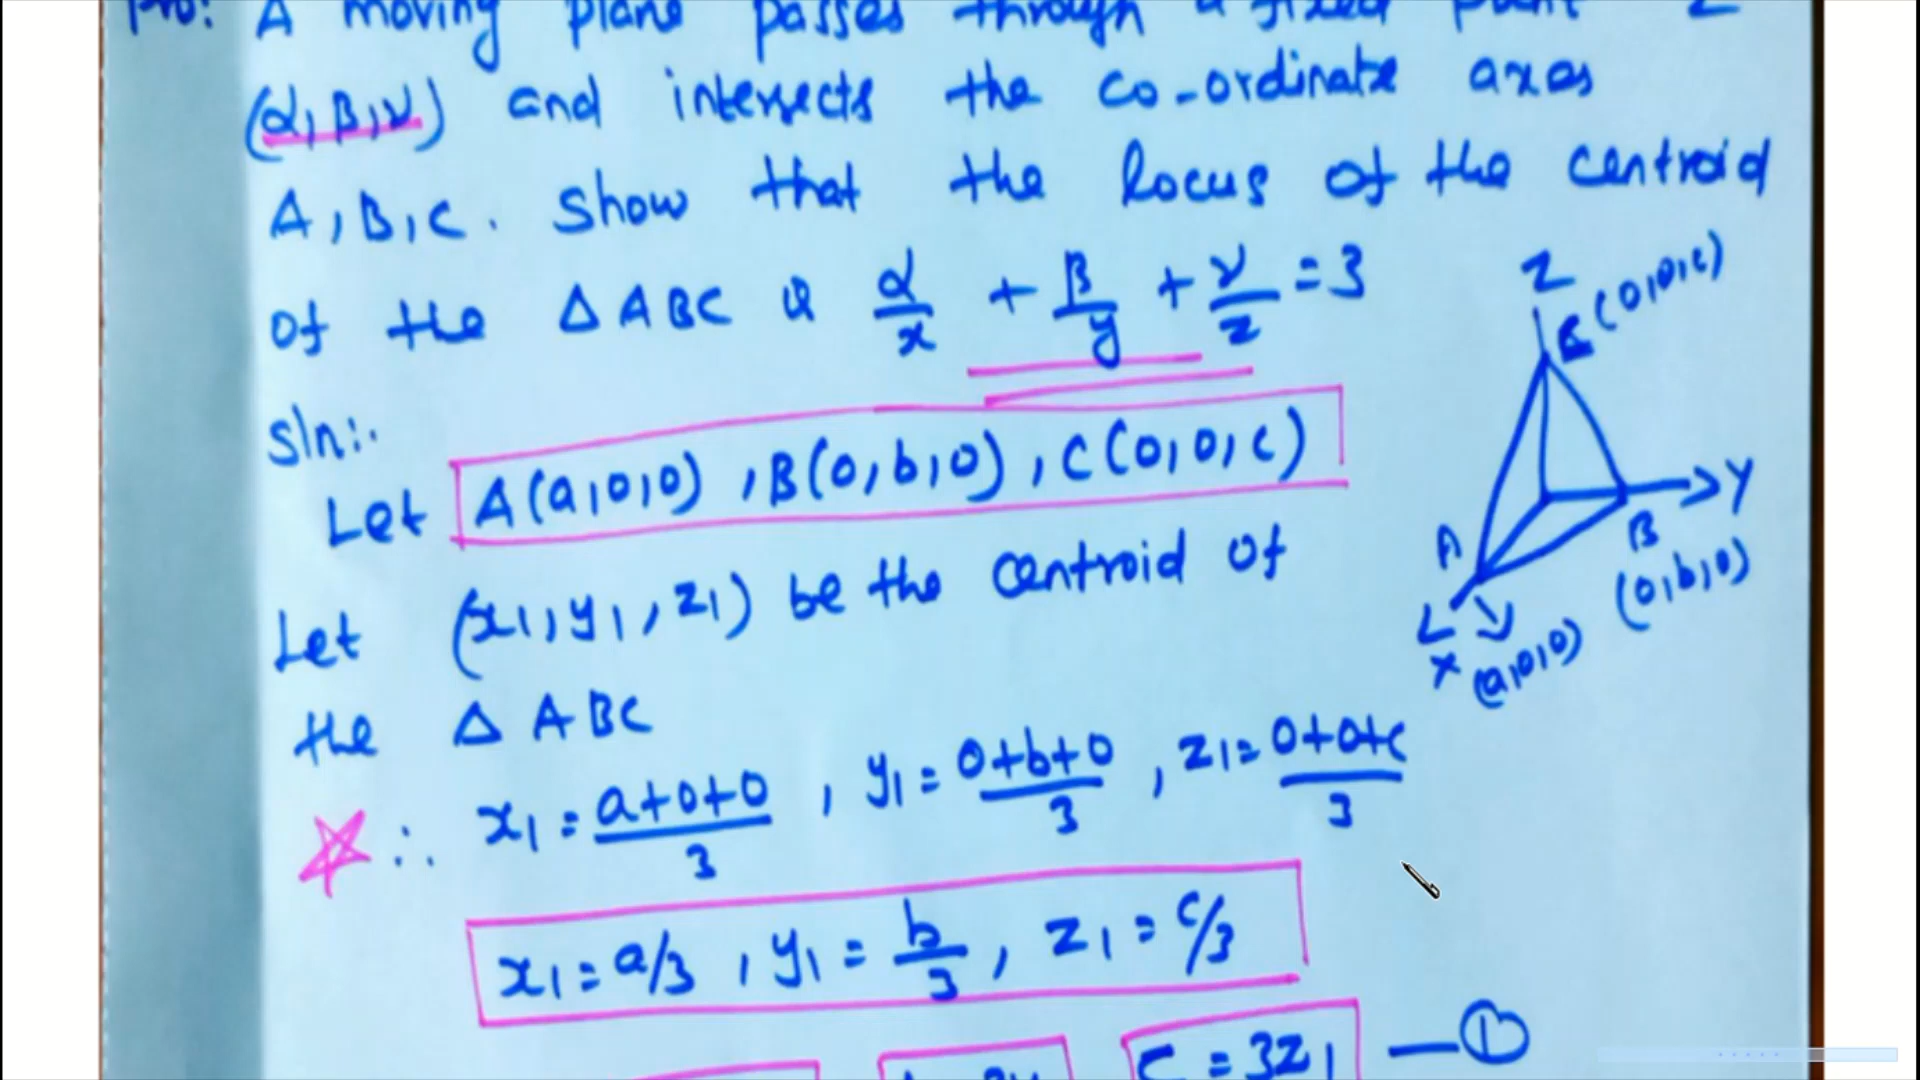 Pro: A moving plane passes through a fixed point
(α,β,γ) and intersects the co-ordinate axes
A,B,C. Show that the locus of the centroid
of the Δ ABC is α/x + β/y + γ/z = 3
Sln:.
Let A(a,0,0), B(0,b,0), C(0,0,c)
Let (x1,y1,z1) be the centroid of
the Δ ABC
∴ x1 = a+0+0/3, y1 = 0+b+0/3, z1 = 0+0+c/3
x1 = a/3, y1 = b/3, z1 = c/3
C = 3z1 — ①
Z
(0,0,c)
Y
A
B
(0,b,0)
X
(a,0,0)